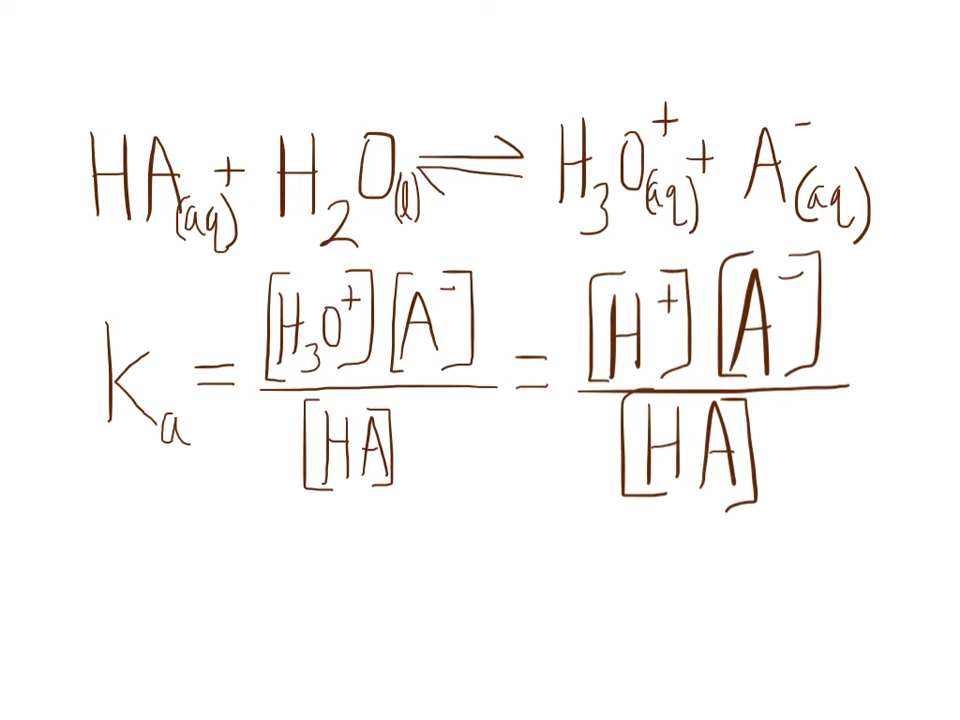 HA(aq) + H₂O(l) ⇌ H₃O⁺(aq) + A⁻(aq)
Kₐ = [H₃O⁺][A⁻] / [HA] = [H⁺][A⁻] / [HA]